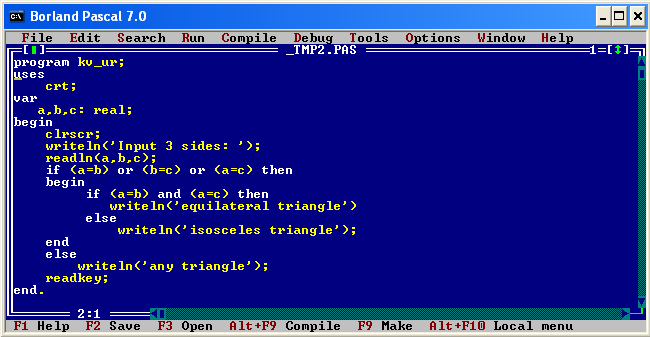 Borland Pascal 7.0
File Edit Search Run Compile Debug Tools Options Window Help
_TMP2.PAS 1
program kv_ur;
uses
crt;
var
a,b,c: real;
begin
clrscr;
writeln('Input 3 sides: ');
readln(a,b,c);
if (a=b) or (b=c) or (a=c) then
begin
if (a=b) and (a=c) then
writeln('equilateral triangle')
else
writeln('isosceles triangle');
end
else
writeln('any triangle');
readkey;
end.
2:1
F1 Help F2 Save F3 Open Alt+F9 Compile F9 Make Alt+F10 Local menu